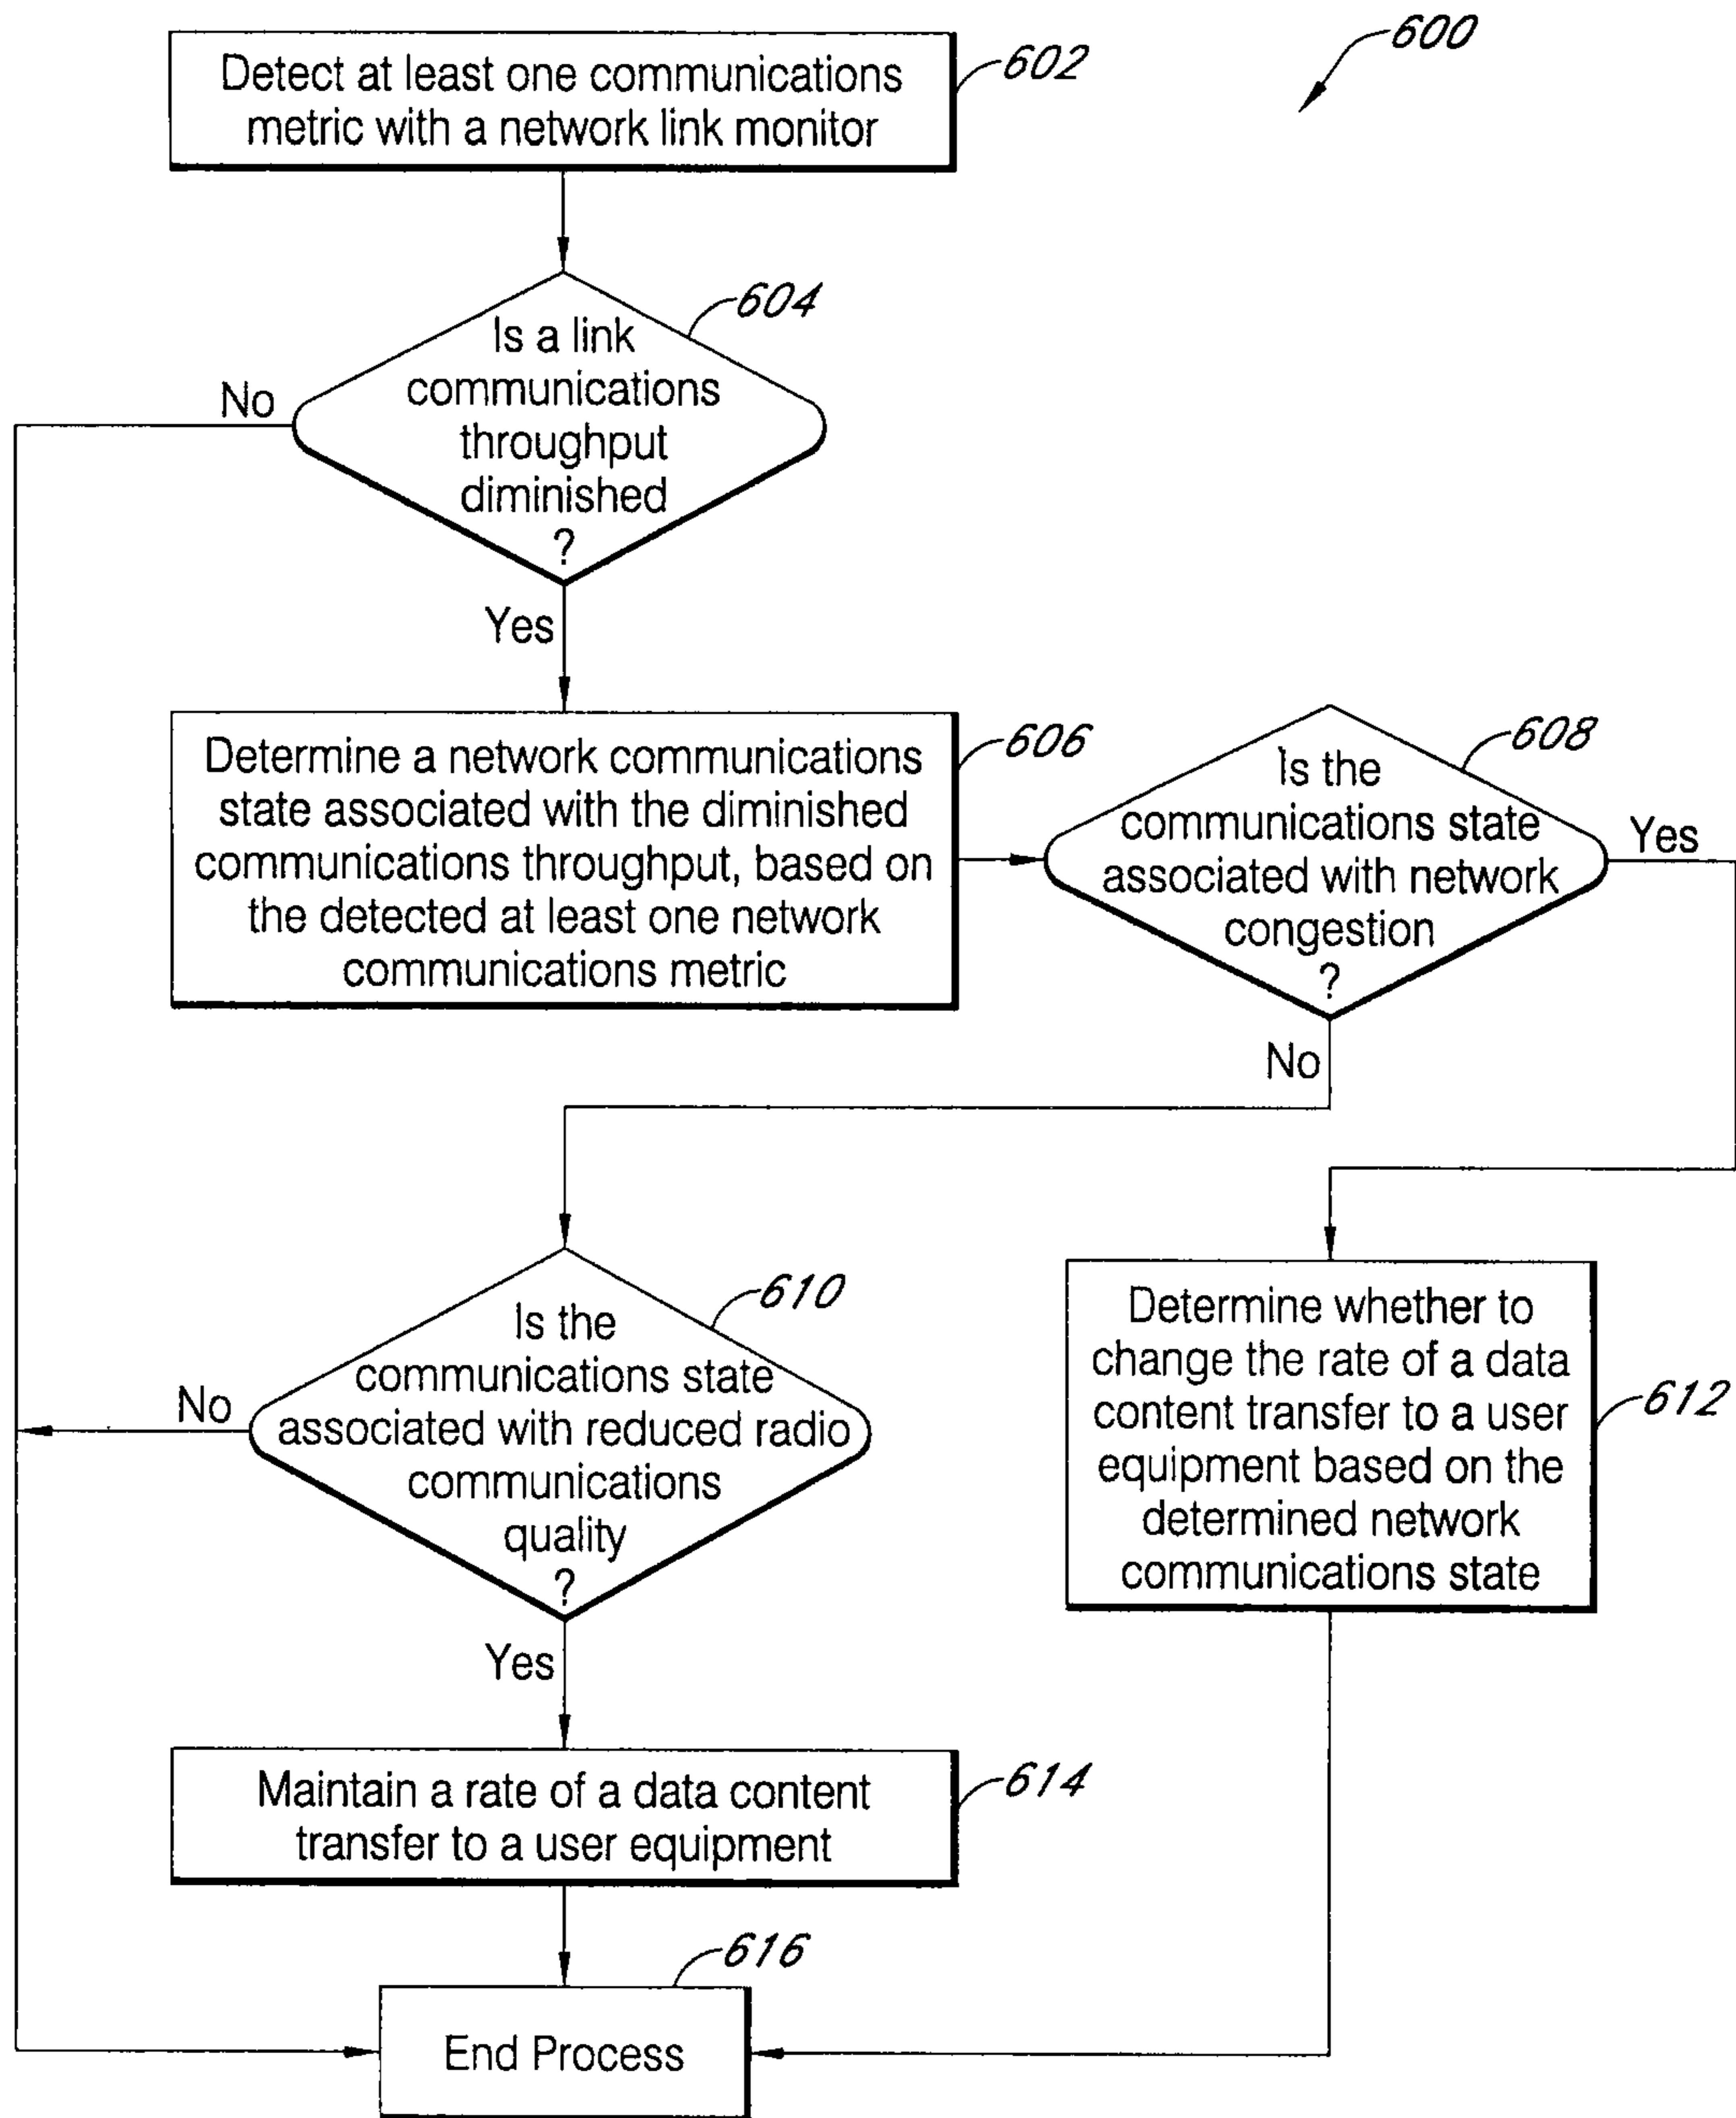 600
Detect at least one communications
metric with a network link monitor
602
604
Is a link
communications
throughput
diminished
?
No
Yes
Determine a network communications
state associated with the diminished
communications throughput, based on
the detected at least one network
communications metric
606
608
Is the
communications state
associated with network
congestion
?
Yes
No
610
Is the
communications state
associated with reduced radio
communications
quality
?
No
Yes
Determine whether to
change the rate of a data
content transfer to a user
equipment based on the
determined network
communications state
612
Maintain a rate of a data content
transfer to a user equipment
614
616
End Process